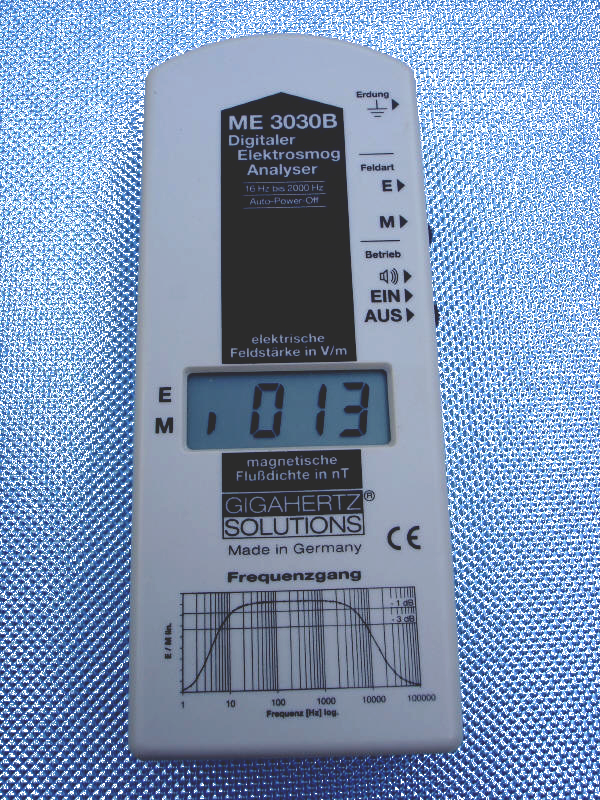 Erdung
ME 3030B
Digitaler
Elektrosmog
Analyser
16 Hz bis 2000 Hz
Auto-Power-Off
Feldart
E
M
Betrieb
EIN
AUS
elektrische
Feldstärke in V/m
E
M
013
magnetische
Flußdichte in nT
GIGAHERTZ®
SOLUTIONS
Made in Germany
CE
Frequenzgang
E / M lin.
- 1 dB
- 3 dB
1 10 100 1000 10000 100000
Frequenz [Hz] log.